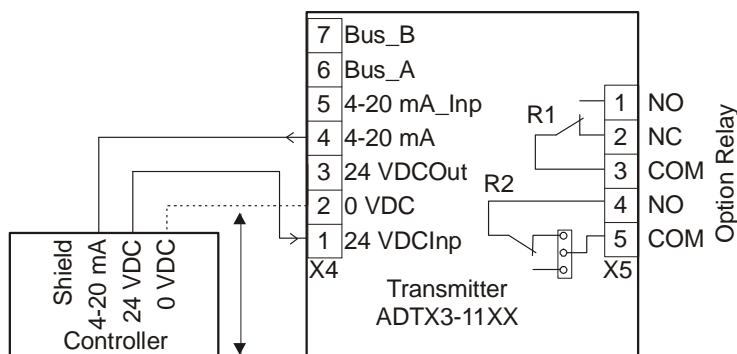 7 Bus_B
6 Bus_A
5 4-20 mA_Inp
4 4-20 mA
3 24 VDCOut
2 0 VDC
1 24 VDCInp
X4
R1
R2
1 NO
2 NC
3 COM
4 NO
5 COM
X5
Option Relay
Transmitter
ADTX3-11XX
Shield
4-20 mA
24 VDC
0 VDC
Controller